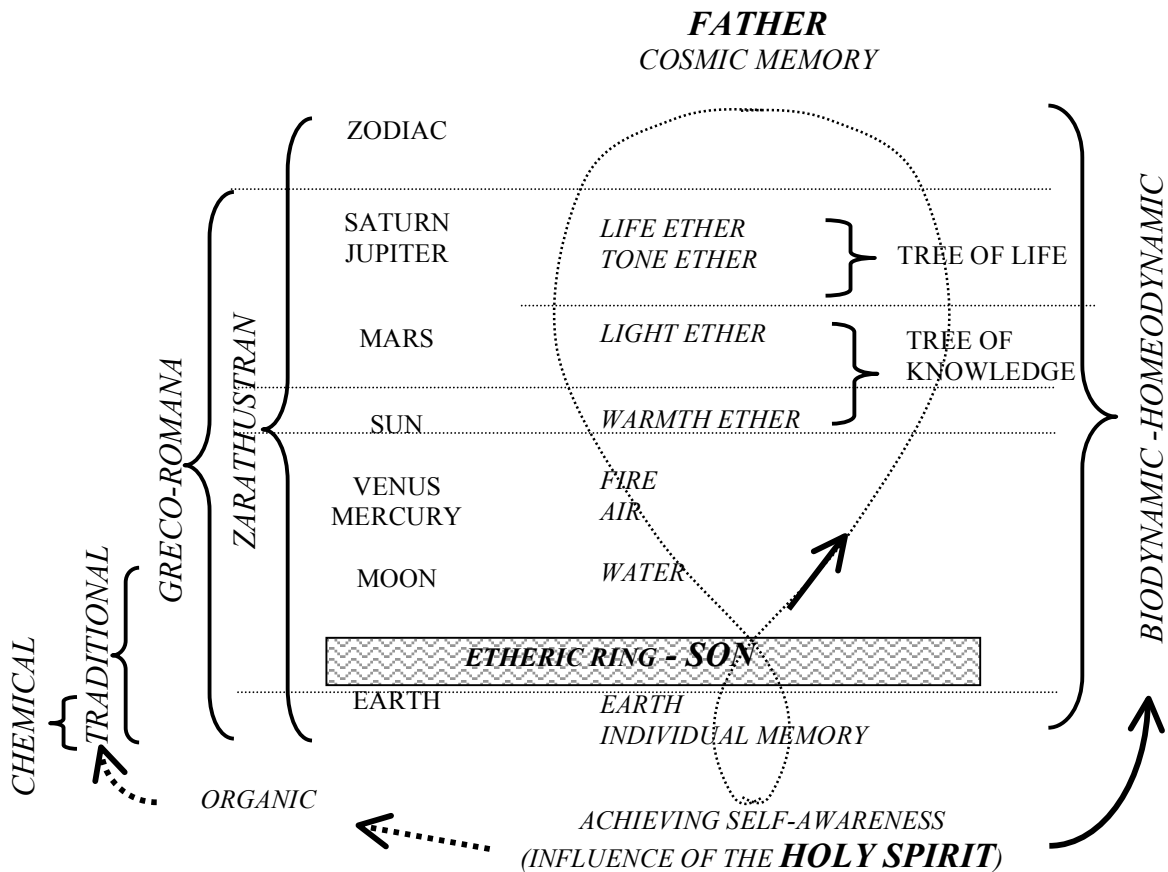 FATHER
COSMIC MEMORY
ZODIAC
SATURN
JUPITER
LIFE ETHER
TONE ETHER
TREE OF LIFE
MARS
LIGHT ETHER
TREE OF
KNOWLEDGE
SUN
WARMTH ETHER
VENUS
MERCURY
FIRE
AIR
MOON
WATER
ETHERIC RING - SON
EARTH
EARTH
INDIVIDUAL MEMORY
CHEMICAL
TRADITIONAL
GRECO-ROMANA
ZARATHUSTRAN
BIODYNAMIC -HOMEODYNAMIC
ORGANIC
ACHIEVING SELF-AWARENESS
(INFLUENCE OF THE HOLY SPIRIT)